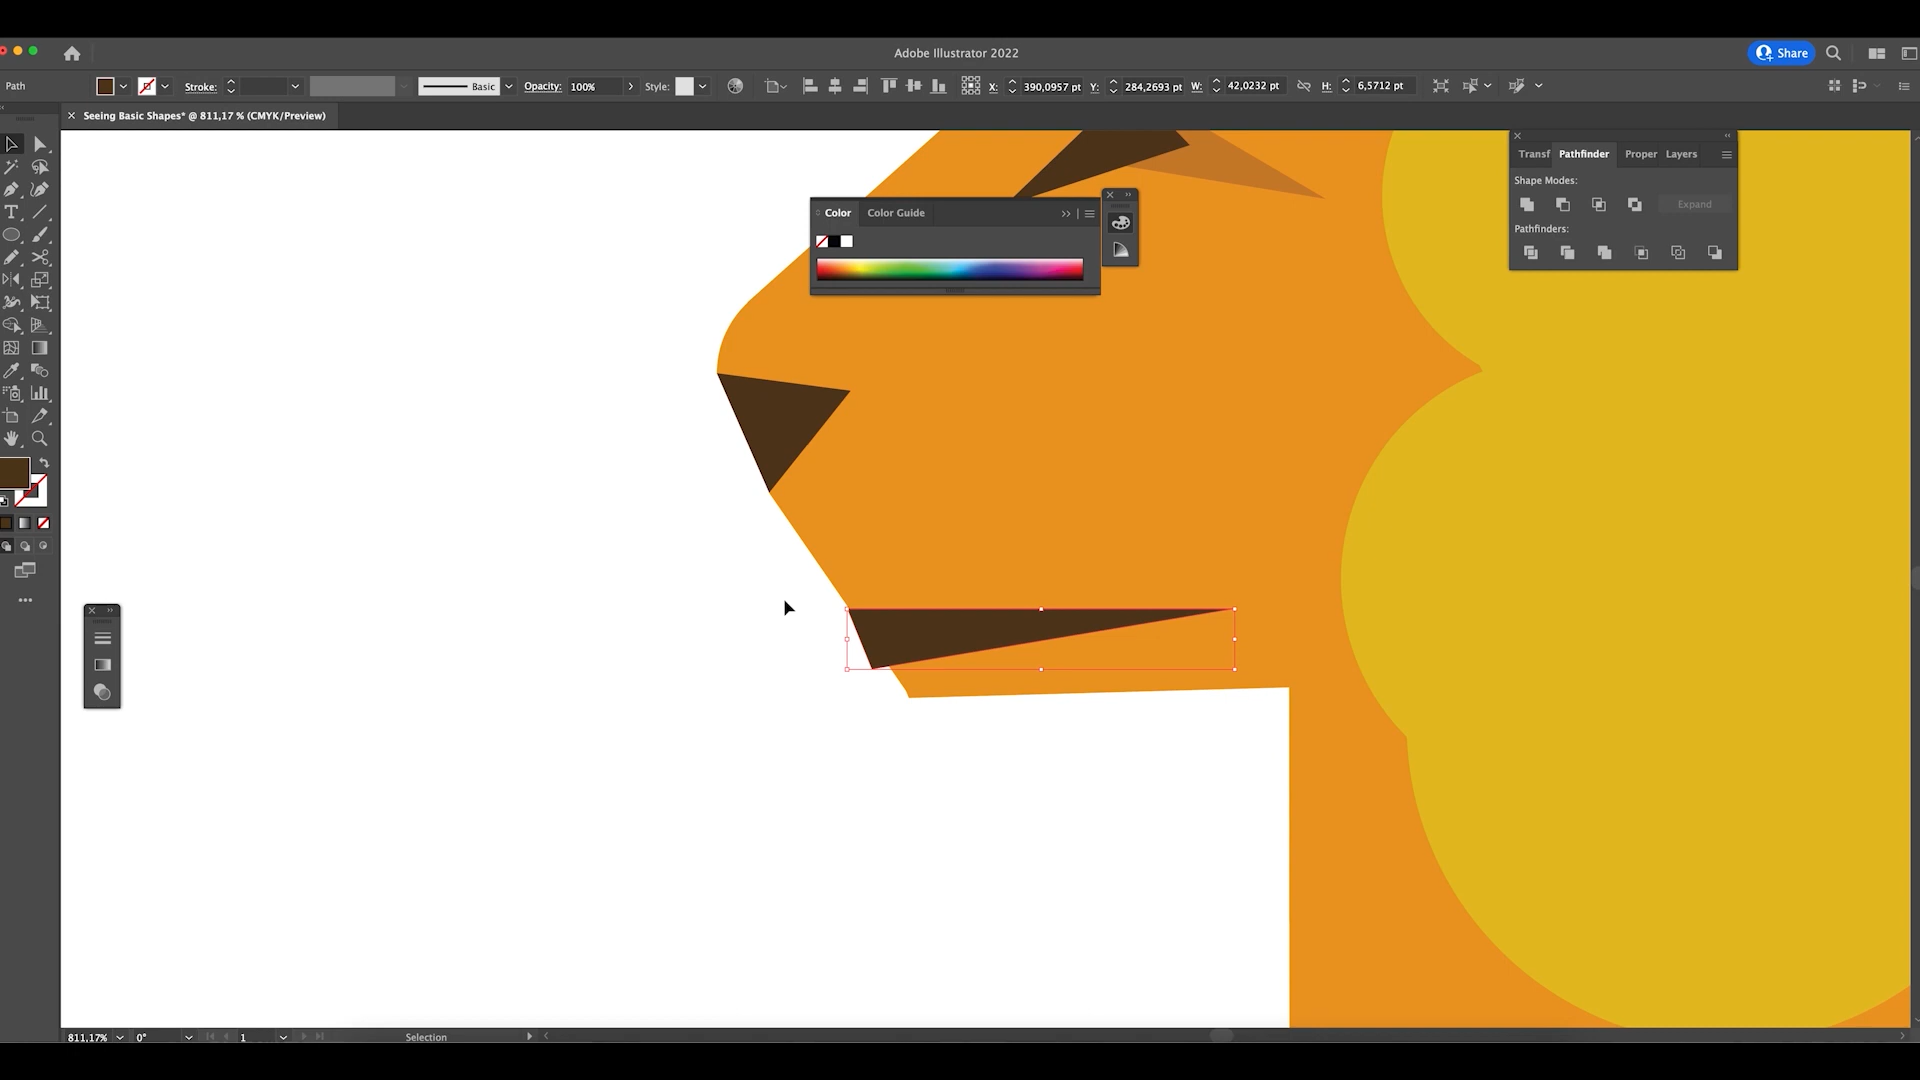 Adobe Illustrator 2022
Share
Path
Stroke:
Basic
Opacity: 100%
Style:
X: 390,0957 pt Y: 284,2693 pt W: 42,0232 pt H: 6,5712 pt
Seeing Basic Shapes* @ 811,17 % (CMYK/Preview)
Transf Pathfinder Proper Layers
Shape Modes:
Expand
Pathfinders:
Color Color Guide
811,17% 0° 1 Selection